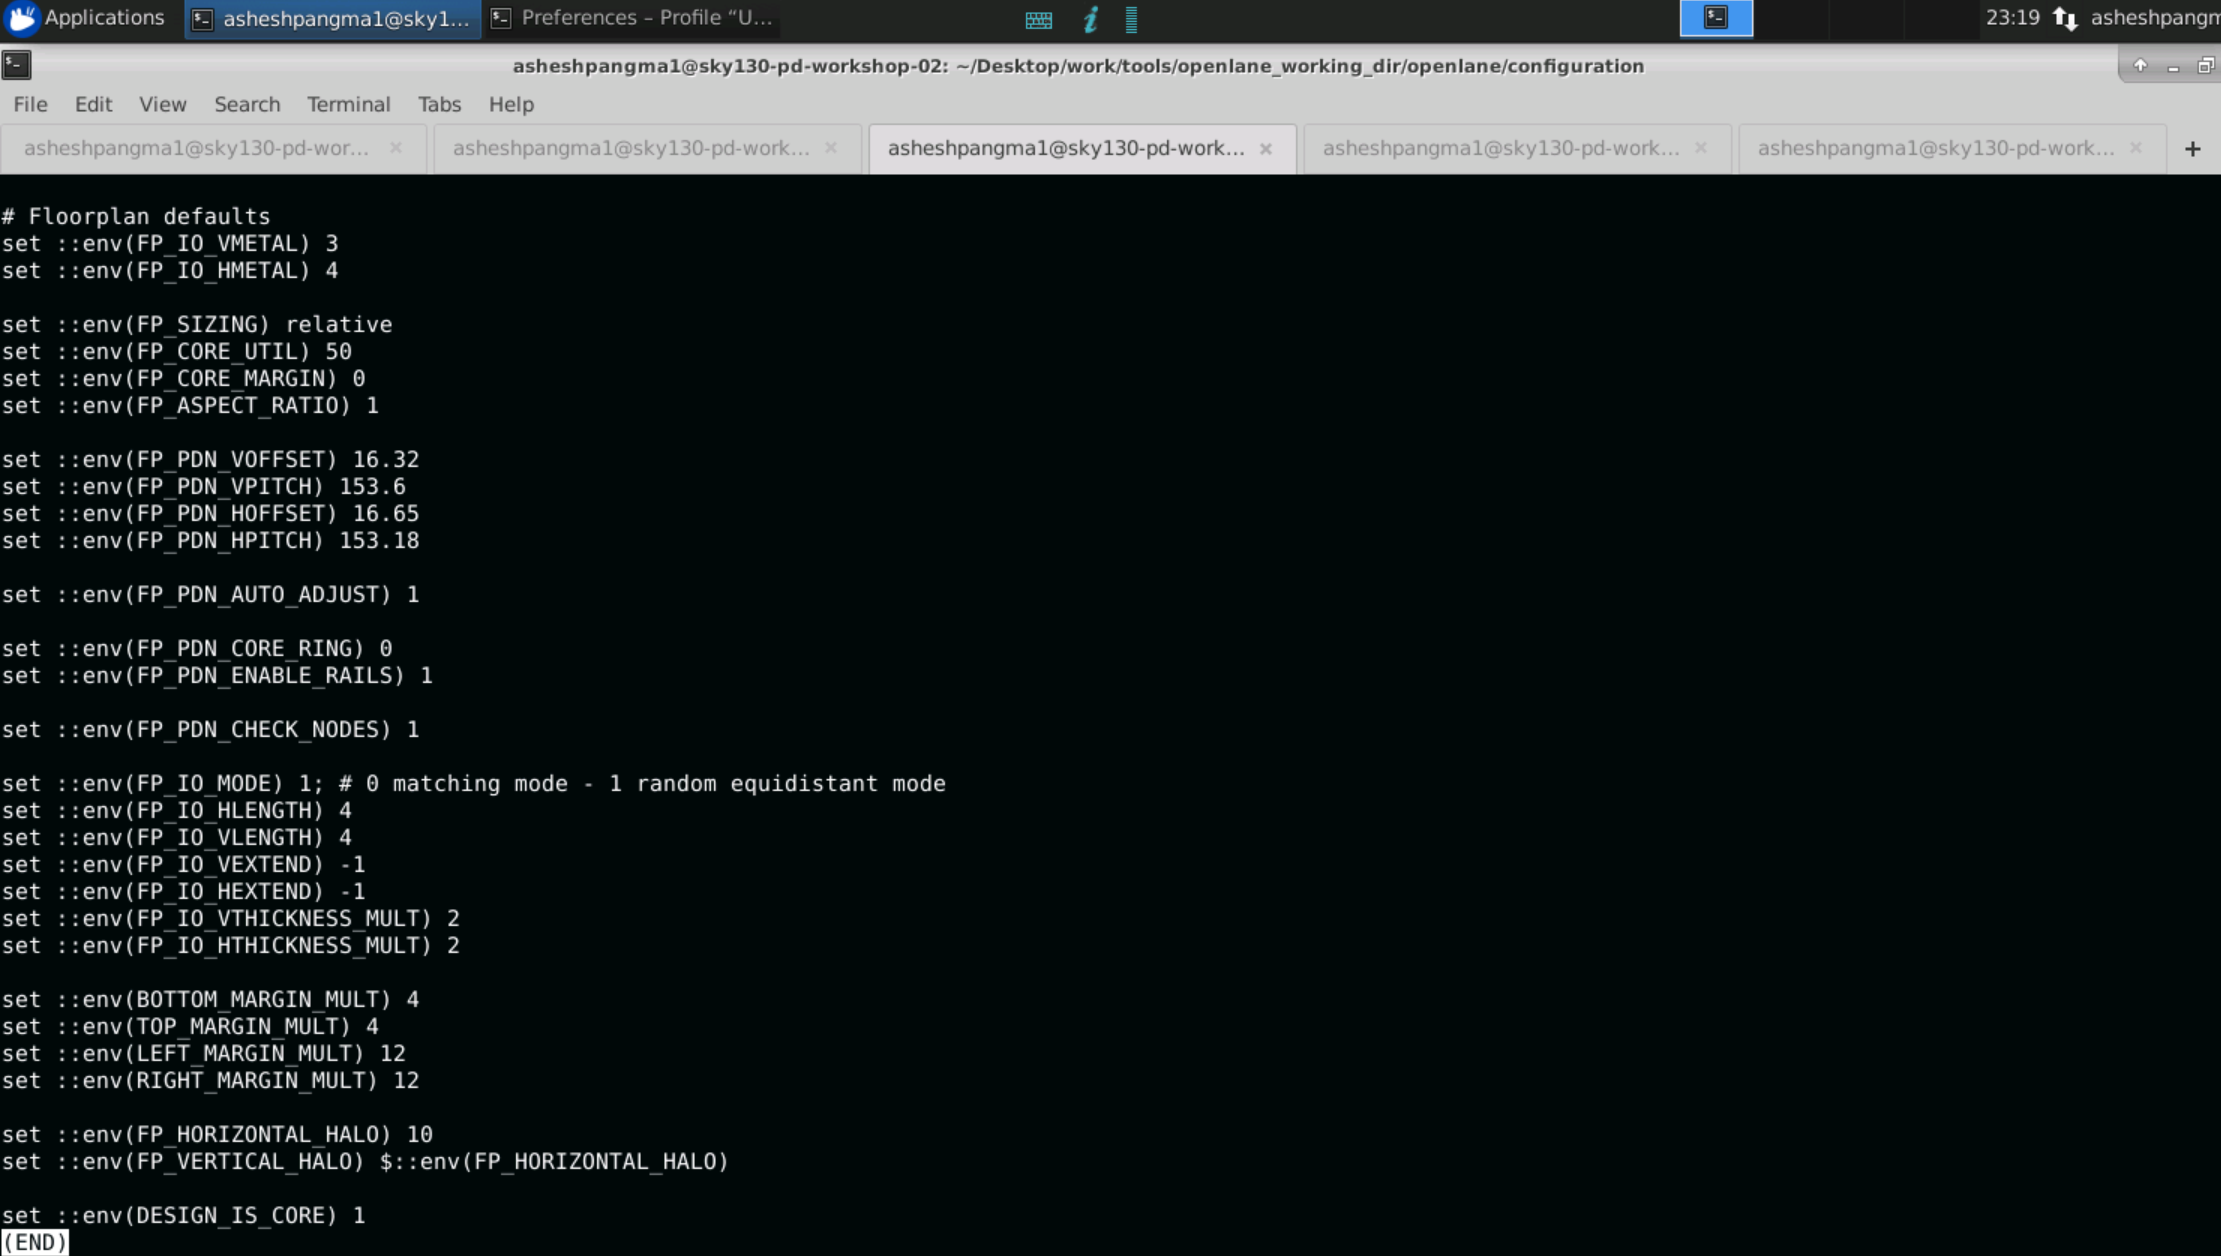 Applications asheshpangma1@sky1... Preferences – Profile “U... 23:19 asheshpangm
asheshpangma1@sky130-pd-workshop-02: ~/Desktop/work/tools/openlane_working_dir/openlane/configuration
File Edit View Search Terminal Tabs Help
asheshpangma1@sky130-pd-wor... × asheshpangma1@sky130-pd-work... × asheshpangma1@sky130-pd-work... × asheshpangma1@sky130-pd-work... × asheshpangma1@sky130-pd-work... × +
# Floorplan defaults
set ::env(FP_IO_VMETAL) 3
set ::env(FP_IO_HMETAL) 4
set ::env(FP_SIZING) relative
set ::env(FP_CORE_UTIL) 50
set ::env(FP_CORE_MARGIN) 0
set ::env(FP_ASPECT_RATIO) 1
set ::env(FP_PDN_VOFFSET) 16.32
set ::env(FP_PDN_VPITCH) 153.6
set ::env(FP_PDN_HOFFSET) 16.65
set ::env(FP_PDN_HPITCH) 153.18
set ::env(FP_PDN_AUTO_ADJUST) 1
set ::env(FP_PDN_CORE_RING) 0
set ::env(FP_PDN_ENABLE_RAILS) 1
set ::env(FP_PDN_CHECK_NODES) 1
set ::env(FP_IO_MODE) 1; # 0 matching mode - 1 random equidistant mode
set ::env(FP_IO_HLENGTH) 4
set ::env(FP_IO_VLENGTH) 4
set ::env(FP_IO_VEXTEND) -1
set ::env(FP_IO_HEXTEND) -1
set ::env(FP_IO_VTHICKNESS_MULT) 2
set ::env(FP_IO_HTHICKNESS_MULT) 2
set ::env(BOTTOM_MARGIN_MULT) 4
set ::env(TOP_MARGIN_MULT) 4
set ::env(LEFT_MARGIN_MULT) 12
set ::env(RIGHT_MARGIN_MULT) 12
set ::env(FP_HORIZONTAL_HALO) 10
set ::env(FP_VERTICAL_HALO) $::env(FP_HORIZONTAL_HALO)
set ::env(DESIGN_IS_CORE) 1
(END)